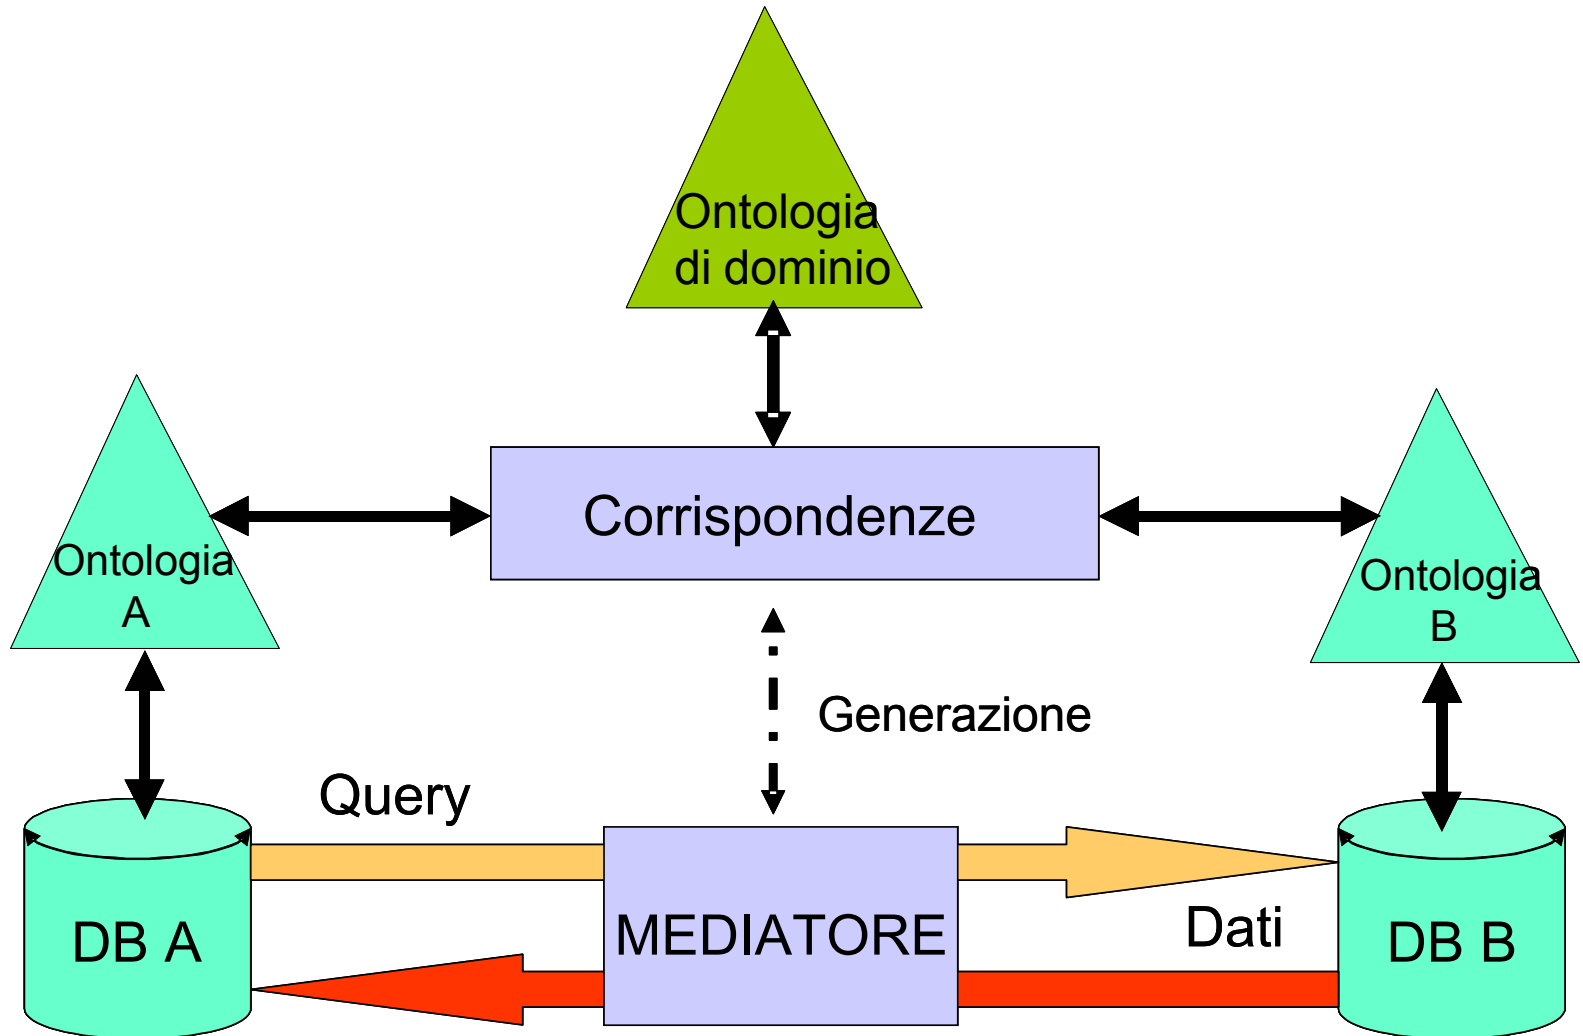 Ontologia
di dominio
Corrispondenze
Ontologia
A
Ontologia
B
Generazione
Query
MEDIATORE
Dati
DB A
DB B